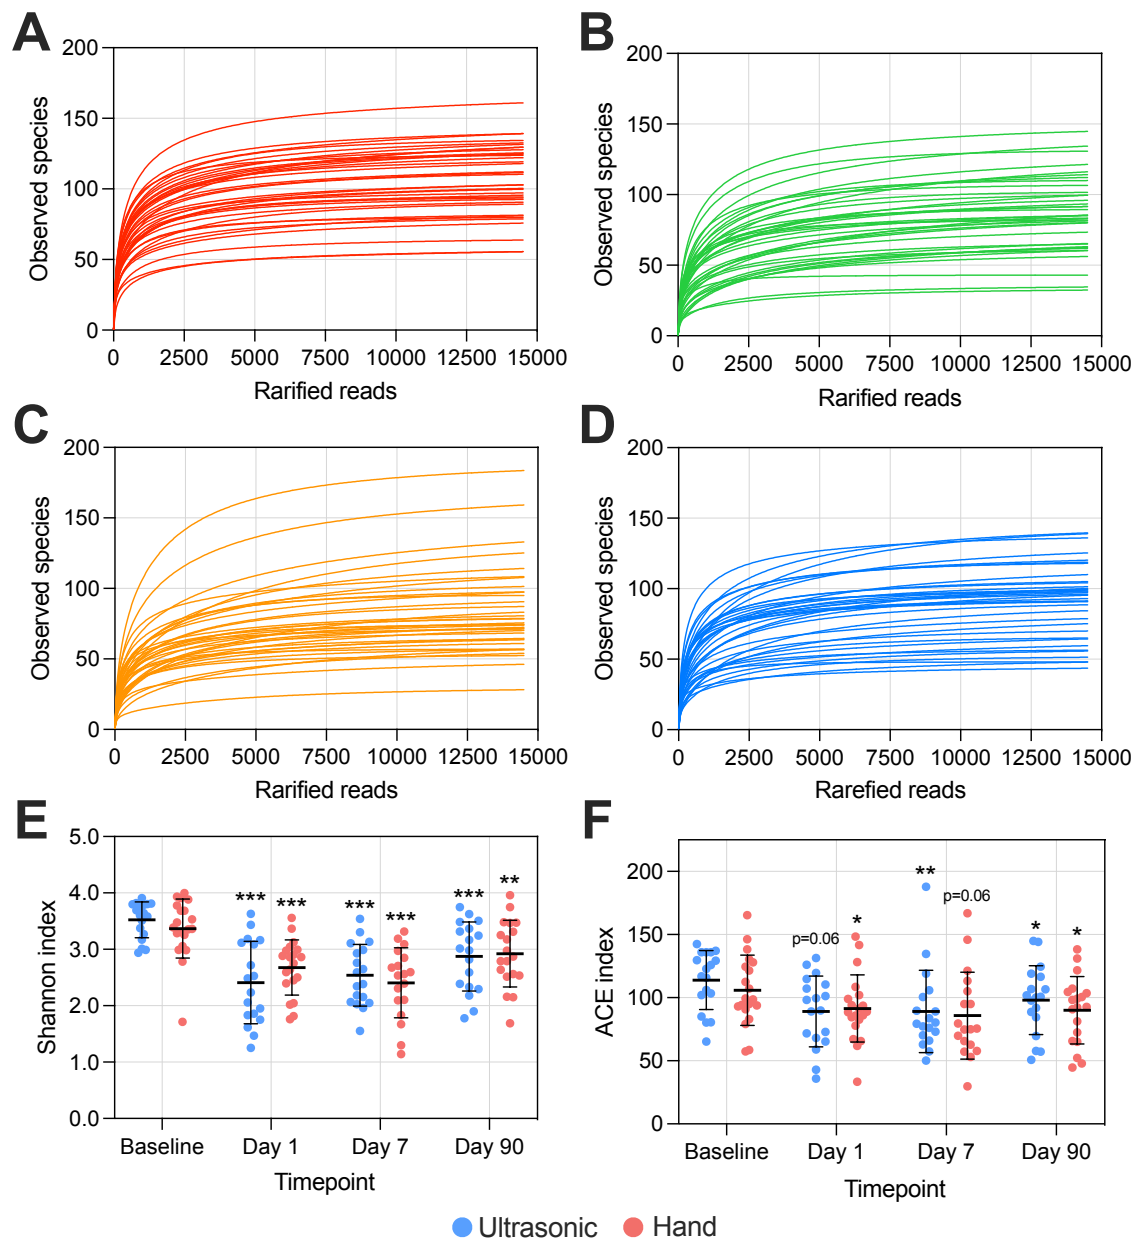 A
B
200
150
100
50
0
Observed species
0 2500 5000 7500 10000 12500 15000
Rarified reads
200
150
100
50
0
Observed species
0 2500 5000 7500 10000 12500 15000
Rarified reads
C
D
200
150
100
50
0
Observed species
0 2500 5000 7500 10000 12500 15000
Rarified reads
200
150
100
50
0
Observed species
0 2500 5000 7500 10000 12500 15000
Rarefied reads
E
F
5.0
4.0
3.0
2.0
1.0
0.0
Shannon index
*** *** *** *** *** **
Baseline Day 1 Day 7 Day 90
Timepoint
200
150
100
50
0
ACE index
p=0.06 * ** p=0.06 * *
Baseline Day 1 Day 7 Day 90
Timepoint
Ultrasonic Hand